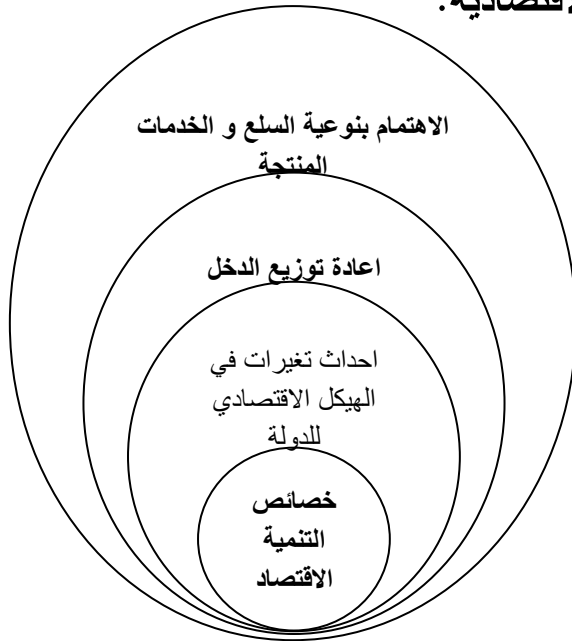 الاهتمام بنوعية السلع و الخدمات
المنتجة
اعادة توزيع الدخل
احداث تغيرات في
الهيكل الاقتصادي
للدولة
خصائص
التنمية
الاقتصاد